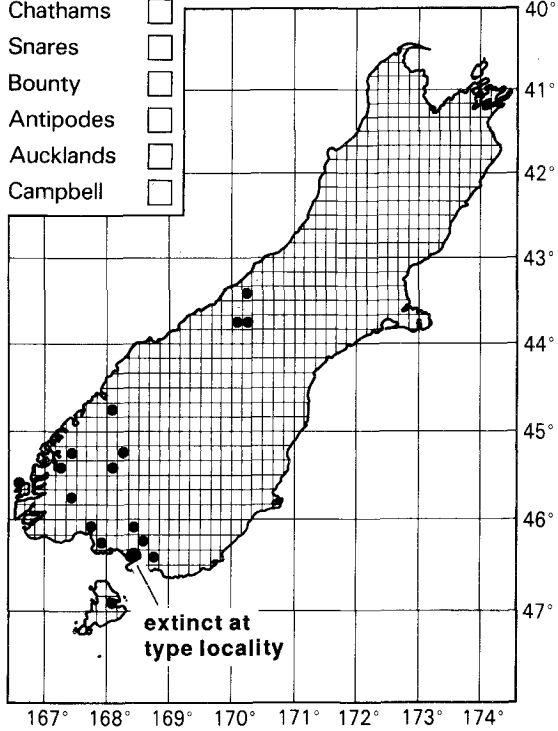 Chathams
Snares
Bounty
Antipodes
Aucklands
Campbell
40°
41°
42°
43°
44°
45°
46°
47°
extinct at
type locality
167° 168° 169° 170° 171° 172° 173° 174°